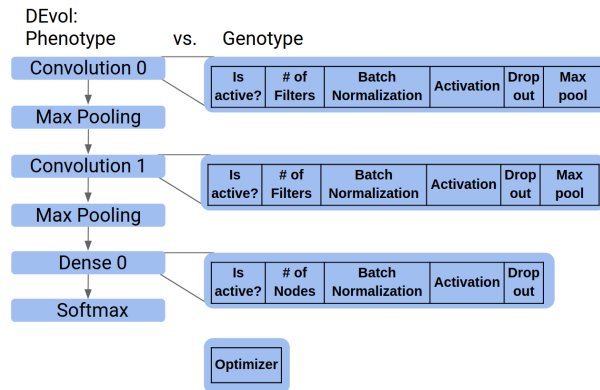 DEvol:
Phenotype vs. Genotype
Convolution 0
Is active? # of Filters Batch Normalization Activation Drop out Max pool
Max Pooling
Convolution 1
Is active? # of Filters Batch Normalization Activation Drop out Max pool
Max Pooling
Dense 0
Is active? # of Nodes Batch Normalization Activation Drop out
Softmax
Optimizer